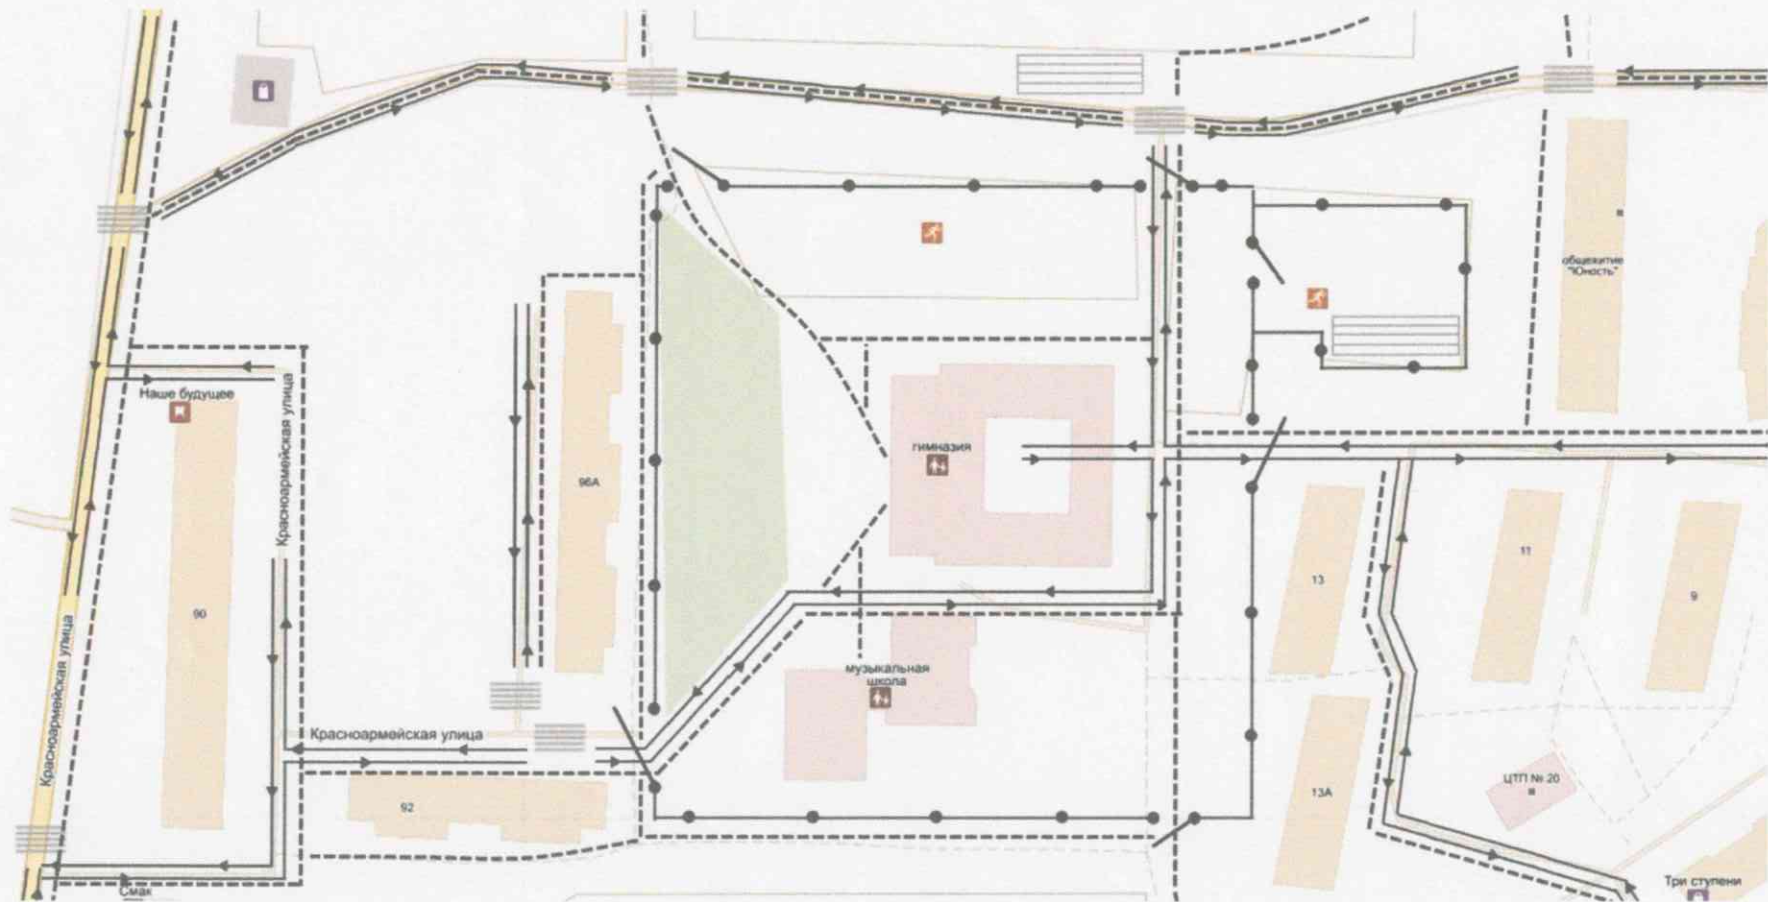 общежитие
"Юность"
Наше будущее
Красноармейская улица
гимназия
96А
11
13
9
90
Красноармейская улица
музыкальная
школа
Красноармейская улица
ЦТП № 20
92
13А
Смак
Три ступени